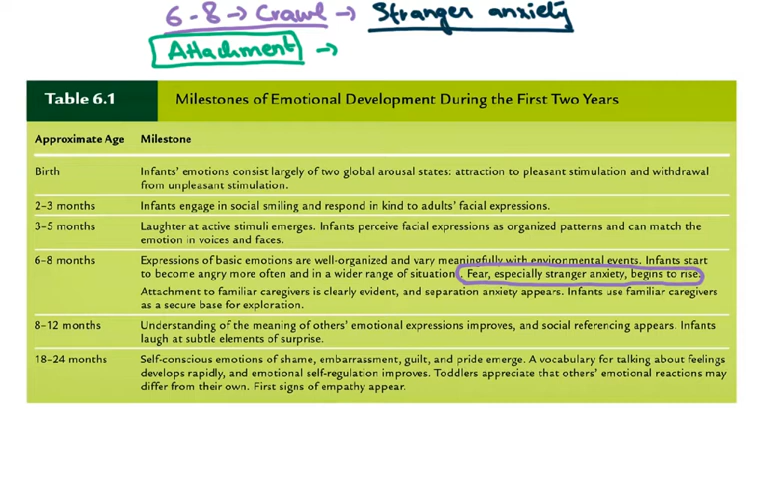 6-8 → Crawl → Stranger anxiety
Attachment →
Table 6.1 Milestones of Emotional Development During the First Two Years
Approximate Age Milestone
Birth Infants' emotions consist largely of two global arousal states: attraction to pleasant stimulation and withdrawal
from unpleasant stimulation.
2–3 months Infants engage in social smiling and respond in kind to adults' facial expressions.
3–5 months Laughter at active stimuli emerges. Infants perceive facial expressions as organized patterns and can match the
emotion in voices and faces.
6–8 months Expressions of basic emotions are well-organized and vary meaningfully with environmental events. Infants start
to become angry more often and in a wider range of situation. Fear, especially stranger anxiety, begins to rise.
Attachment to familiar caregivers is clearly evident, and separation anxiety appears. Infants use familiar caregivers
as a secure base for exploration.
8–12 months Understanding of the meaning of others' emotional expressions improves, and social referencing appears. Infants
laugh at subtle elements of surprise.
18–24 months Self-conscious emotions of shame, embarrassment, guilt, and pride emerge. A vocabulary for talking about feelings
develops rapidly, and emotional self-regulation improves. Toddlers appreciate that others' emotional reactions may
differ from their own. First signs of empathy appear.